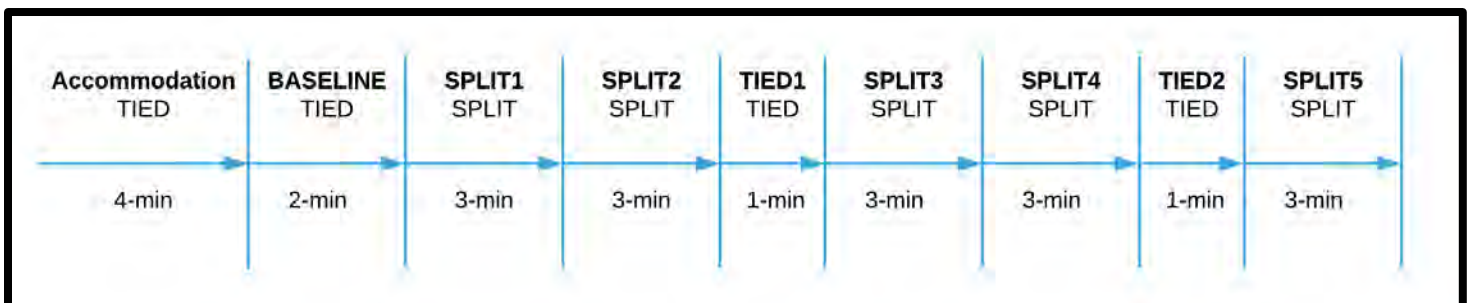 Accommodation BASELINE SPLIT1 SPLIT2 TIED1 SPLIT3 SPLIT4 TIED2 SPLIT5
TIED TIED SPLIT SPLIT TIED SPLIT SPLIT TIED SPLIT
4-min 2-min 3-min 3-min 1-min 3-min 3-min 1-min 3-min